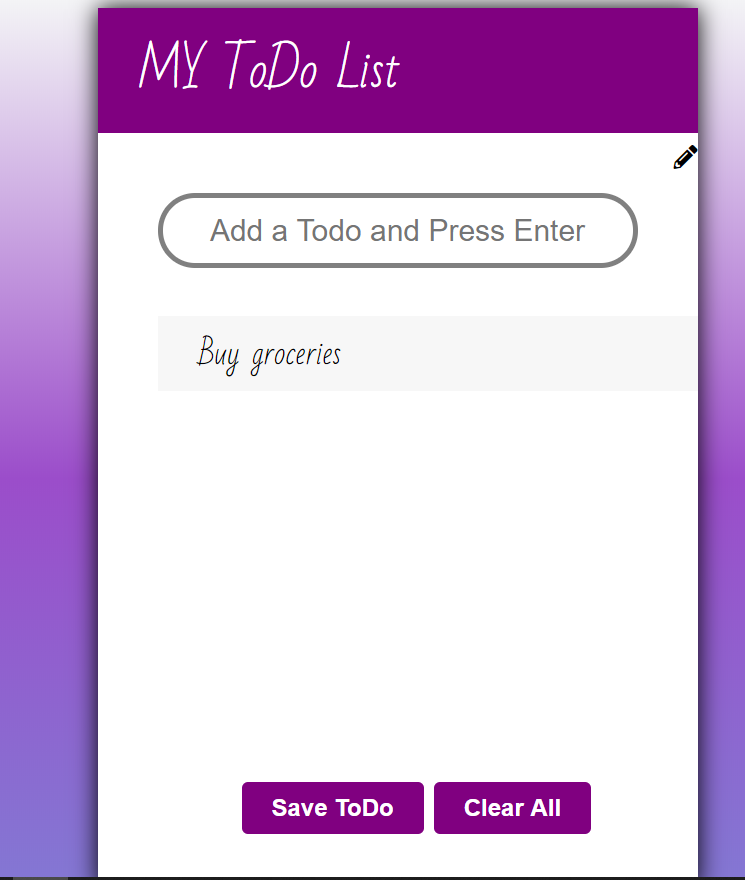 MY ToDo List
Add a Todo and Press Enter
Buy groceries
Save ToDo
Clear All